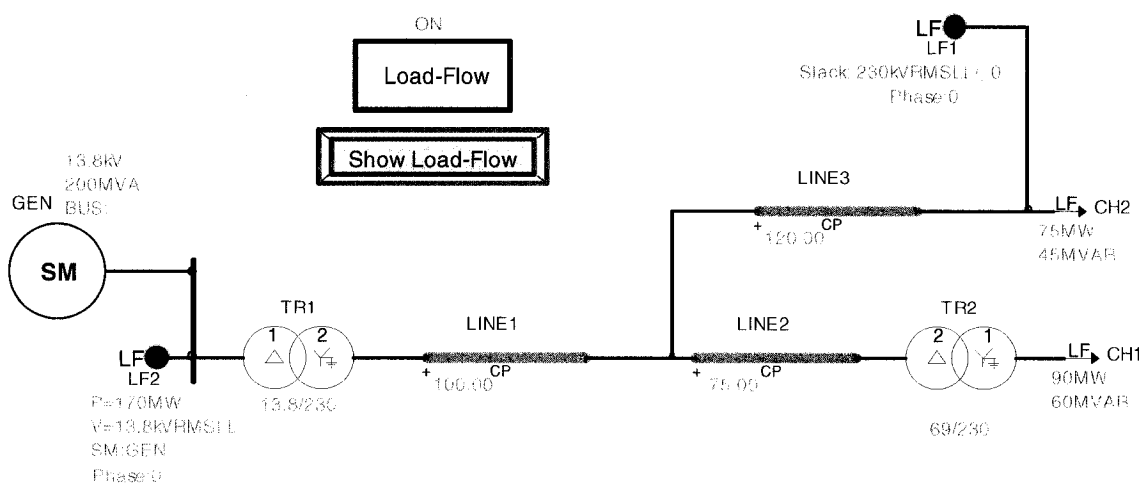 ON
Load-Flow
Show Load-Flow
LF
LF1
Slack: 230kVRMSLL/_0
Phase:0
13.8kV
200MVA
BUS:
GEN
SM
LINE3
+
CP
120.00
LF
CH2
75MW
45MVAR
TR1
1
2
13.8/230
LINE1
+
CP
100.00
LINE2
+
CP
75.00
TR2
2
1
69/230
LF
CH1
90MW
60MVAR
LF
LF2
P=170MW
V=13.8kVRMSLL
SM:GEN
Phase:0